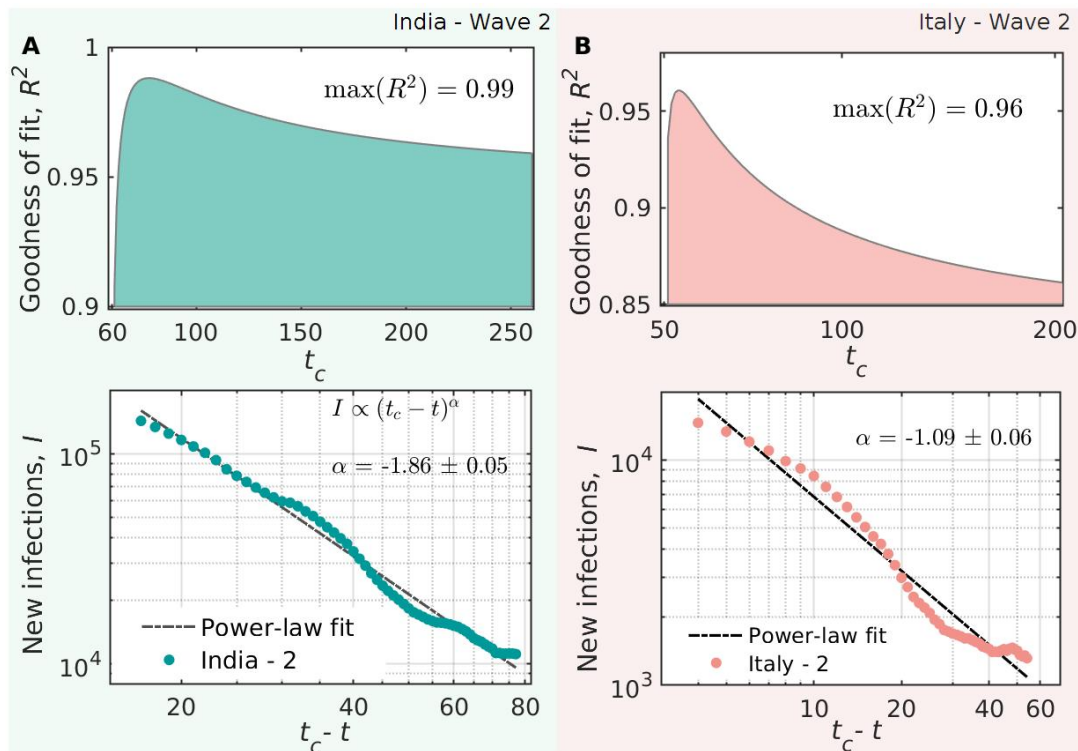 India - Wave 2
A
Goodness of fit, R²
1
0.95
0.9
max(R²) = 0.99
60 100 150 200 250
t_c
New infections, I
10⁵
10⁴
I ∝ (t_c − t)^α
α = -1.86 ± 0.05
Power-law fit
India - 2
20 40 60 80
t_c- t
Italy - Wave 2
B
Goodness of fit, R²
0.95
0.9
0.85
max(R²) = 0.96
50 100 200
t_c
New infections, I
10⁴
10³
α = -1.09 ± 0.06
Power-law fit
Italy - 2
10 20 40 60
t_c- t